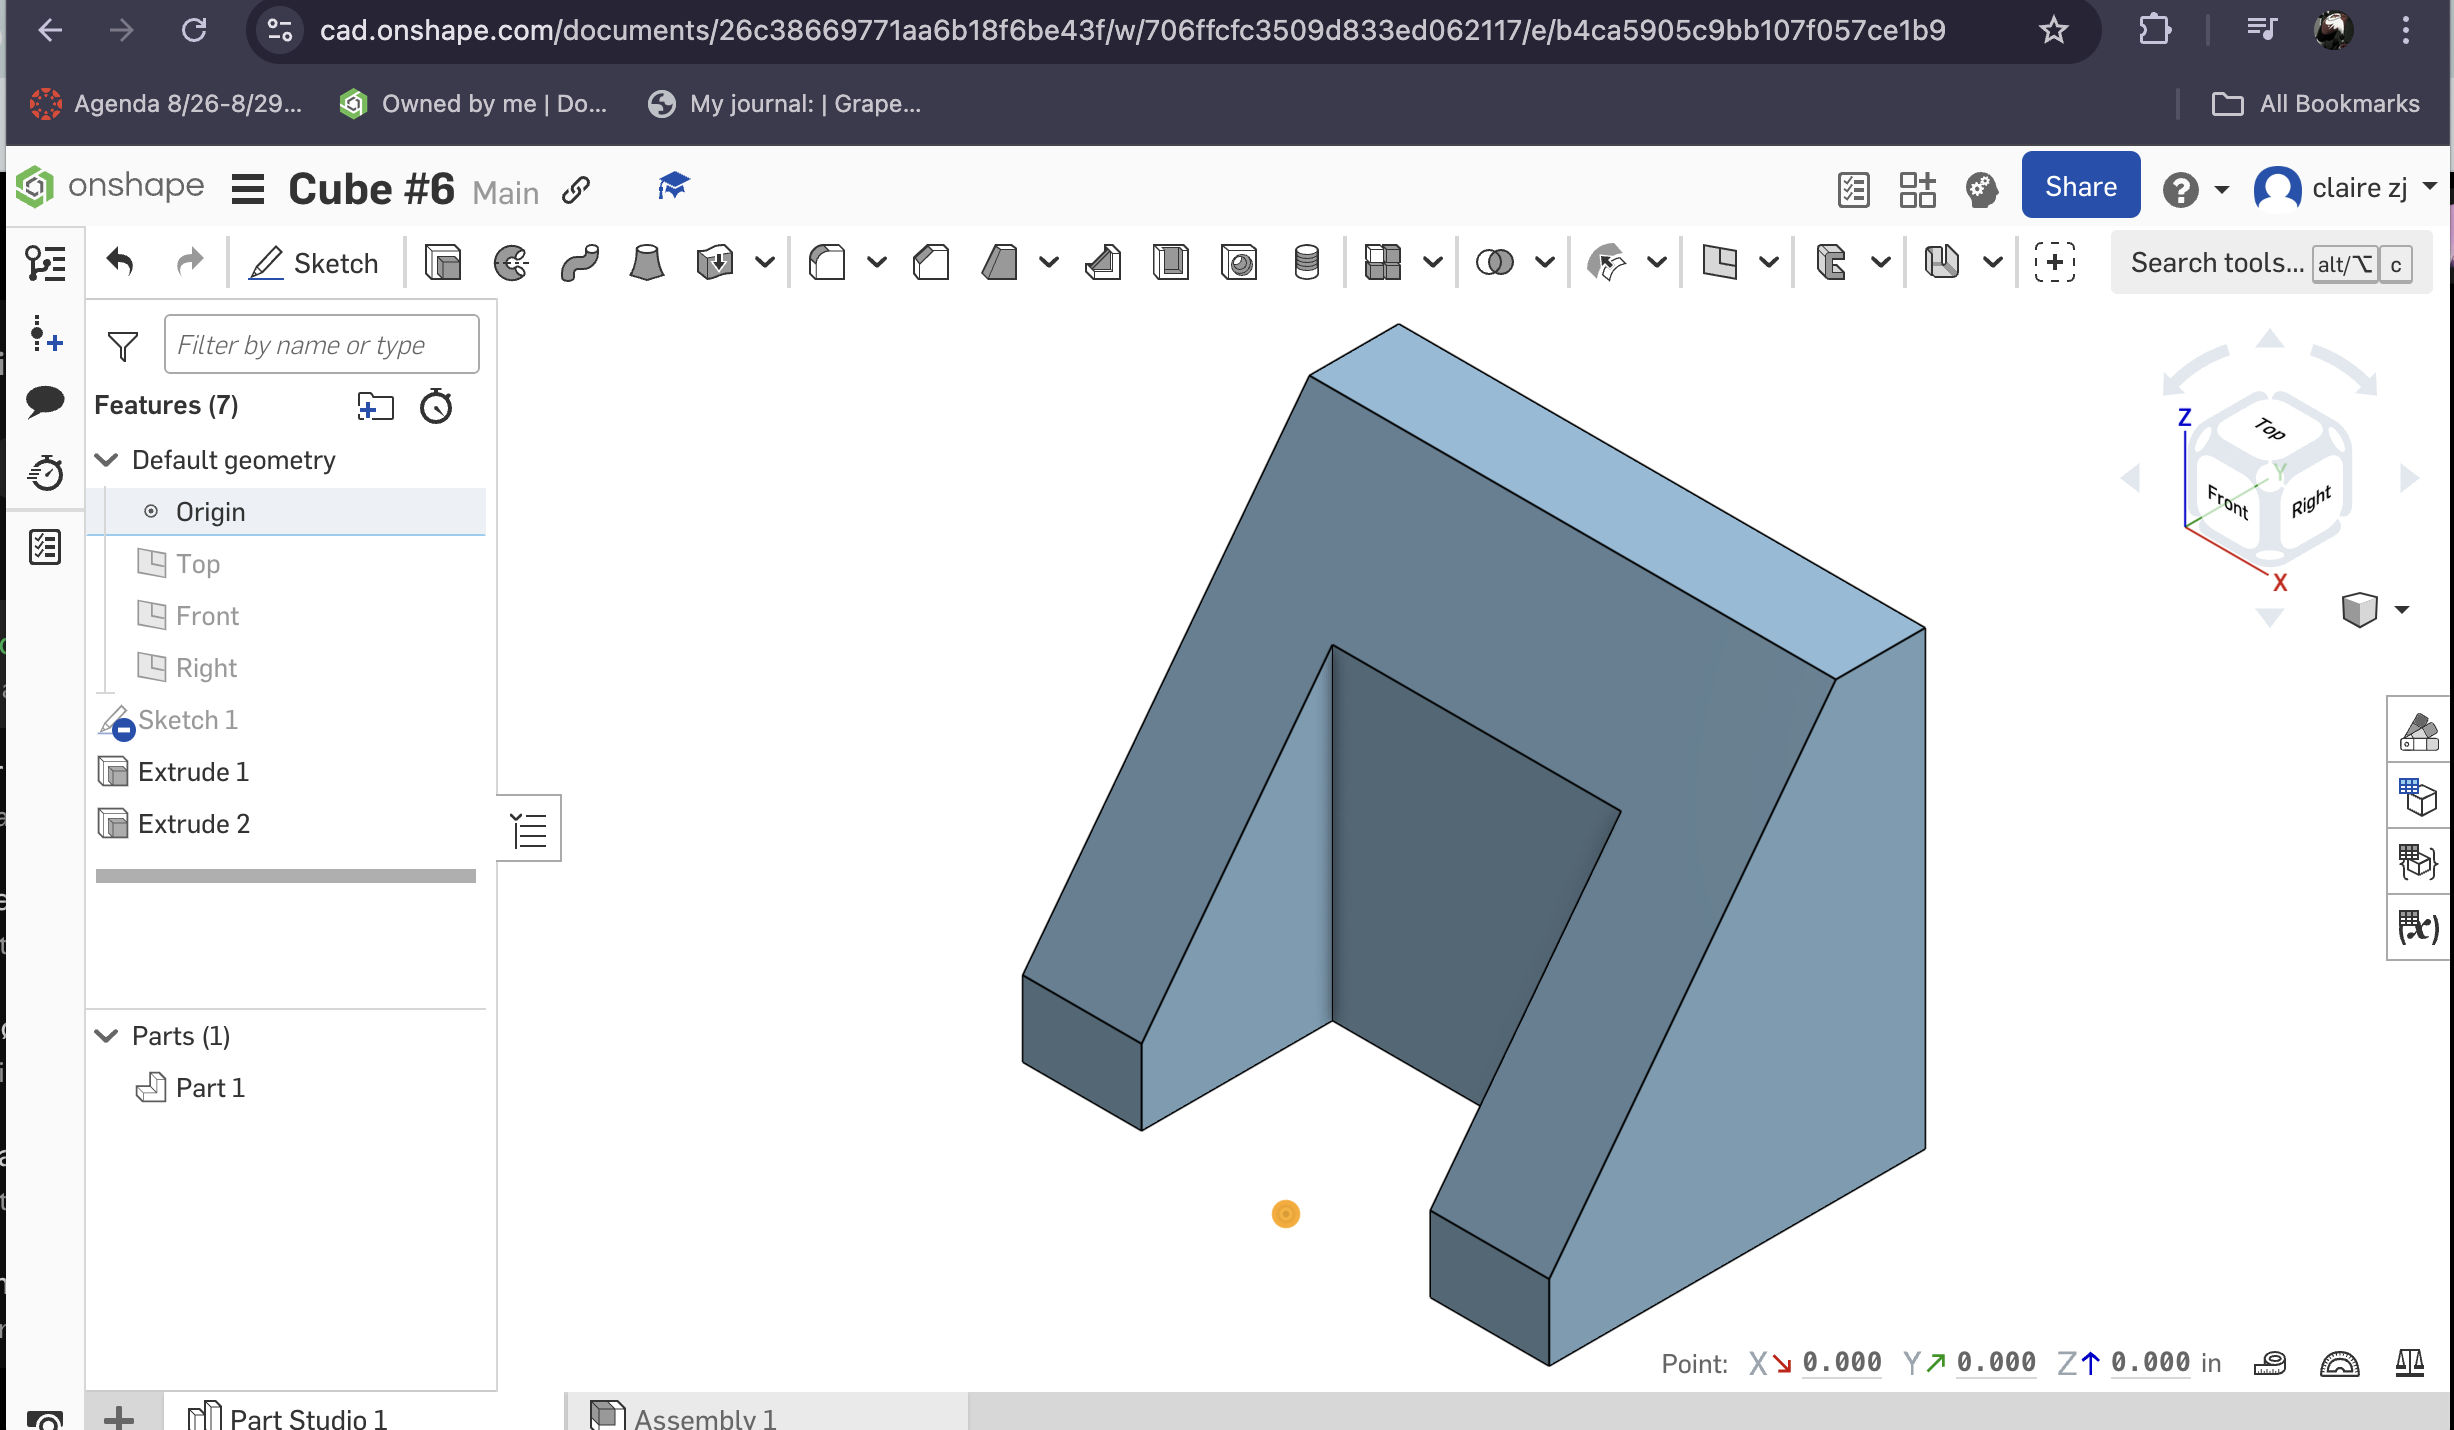 cad.onshape.com/documents/26c38669771aa6b18f6be43f/w/706ffcfc3509d833ed062117/e/b4ca5905c9bb107f057ce1b9
Agenda 8/26-8/29... Owned by me | Do... My journal: | Grape... All Bookmarks
onshape Cube #6 Main Share claire zj
Sketch Search tools... alt/⌥ c
Filter by name or type
Features (7)
Default geometry
Origin
Top
Front
Right
Sketch 1
Extrude 1
Extrude 2
Parts (1)
Part 1
Z
Top
Y
Front
Right
X
Point: X 0.000 Y 0.000 Z 0.000 in
Part Studio 1 Assembly 1